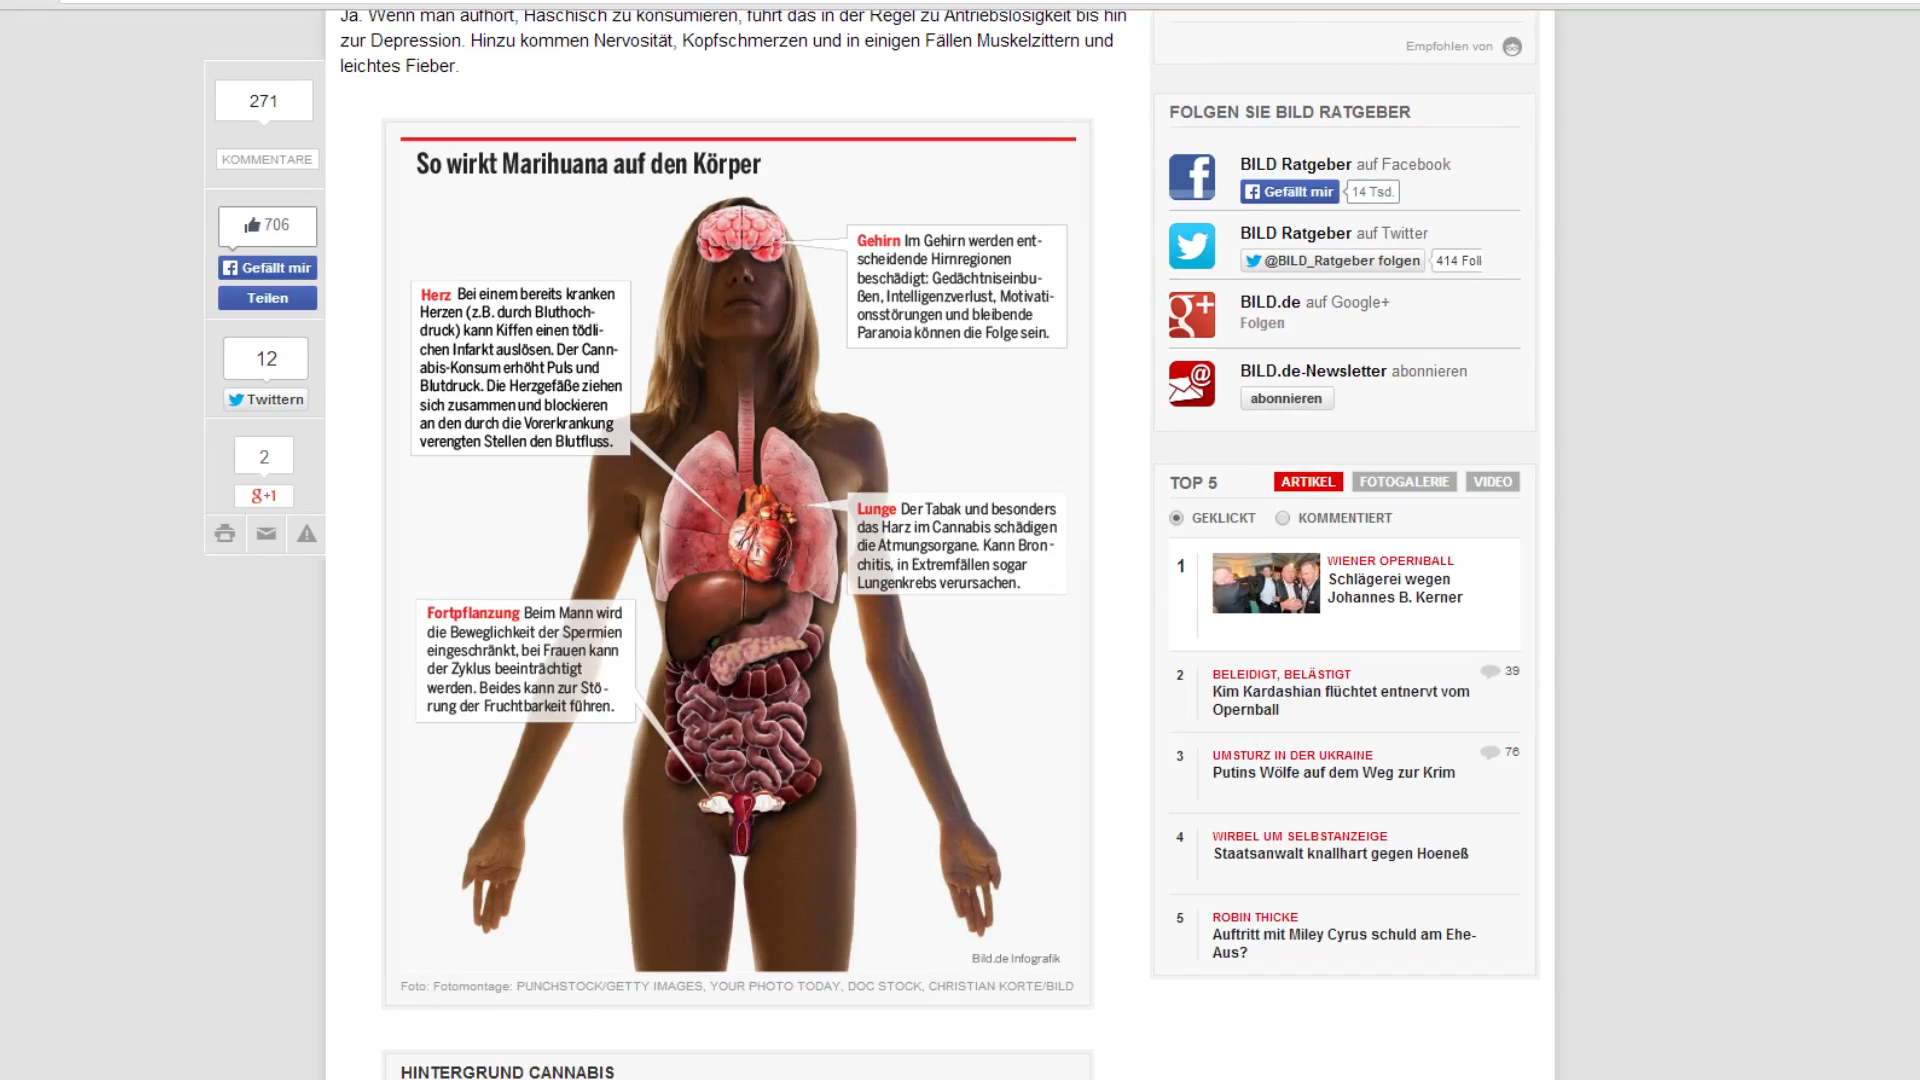 Ja. Wenn man aufhört, Haschisch zu konsumieren, führt das in der Regel zu Antriebslosigkeit bis hin
zur Depression. Hinzu kommen Nervosität, Kopfschmerzen und in einigen Fällen Muskelzittern und
leichtes Fieber.
271
KOMMENTARE
706
Gefällt mir
Teilen
12
Twittern
2
g+1
So wirkt Marihuana auf den Körper
Gehirn Im Gehirn werden ent-
scheidende Hirnregionen
beschädigt: Gedächtniseinbu-
ßen, Intelligenzverlust, Motivati-
onsstörungen und bleibende
Paranoia können die Folge sein.
Herz Bei einem bereits kranken
Herzen (z.B. durch Bluthoch-
druck) kann Kiffen einen tödli-
chen Infarkt auslösen. Der Cann-
abis-Konsum erhöht Puls und
Blutdruck. Die Herzgefäße ziehen
sich zusammen und blockieren
an den durch die Vorerkrankung
verengten Stellen den Blutfluss.
Lunge Der Tabak und besonders
das Harz im Cannabis schädigen
die Atmungsorgane. Kann Bron-
chitis, in Extremfällen sogar
Lungenkrebs verursachen.
Fortpflanzung Beim Mann wird
die Beweglichkeit der Spermien
eingeschränkt, bei Frauen kann
der Zyklus beeinträchtigt
werden. Beides kann zur Stö-
rung der Fruchtbarkeit führen.
Bild.de Infografik
Foto: Fotomontage: PUNCHSTOCK/GETTY IMAGES, YOUR PHOTO TODAY, DOC STOCK, CHRISTIAN KORTE/BILD
HINTERGRUND CANNABIS
Empfohlen von
FOLGEN SIE BILD RATGEBER
BILD Ratgeber auf Facebook
Gefällt mir 14 Tsd.
BILD Ratgeber auf Twitter
@BILD_Ratgeber folgen 414 Foll
BILD.de auf Google+
Folgen
BILD.de-Newsletter abonnieren
abonnieren
TOP 5 ARTIKEL FOTOGALERIE VIDEO
GEKLICKT KOMMENTIERT
1 WIENER OPERNBALL
Schlägerei wegen
Johannes B. Kerner
2 BELEIDIGT, BELÄSTIGT 39
Kim Kardashian flüchtet entnervt vom
Opernball
3 UMSTURZ IN DER UKRAINE 76
Putins Wölfe auf dem Weg zur Krim
4 WIRBEL UM SELBSTANZEIGE
Staatsanwalt knallhart gegen Hoeneß
5 ROBIN THICKE
Auftritt mit Miley Cyrus schuld am Ehe-
Aus?